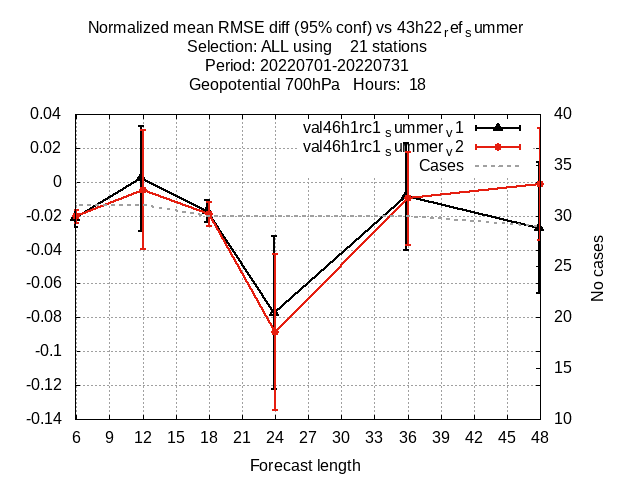 Normalized mean RMSE diff (95% conf) vs 43h22refsummer
Selection: ALL using 21 stations
Period: 20220701-20220731
Geopotential 700hPa Hours: 18
val46h1rc1summerv1
val46h1rc1summerv2
Cases
0.04
0.02
0
-0.02
-0.04
-0.06
-0.08
-0.1
-0.12
-0.14
40
35
30
25
20
15
10
No cases
6 9 12 15 18 21 24 27 30 33 36 39 42 45 48
Forecast length